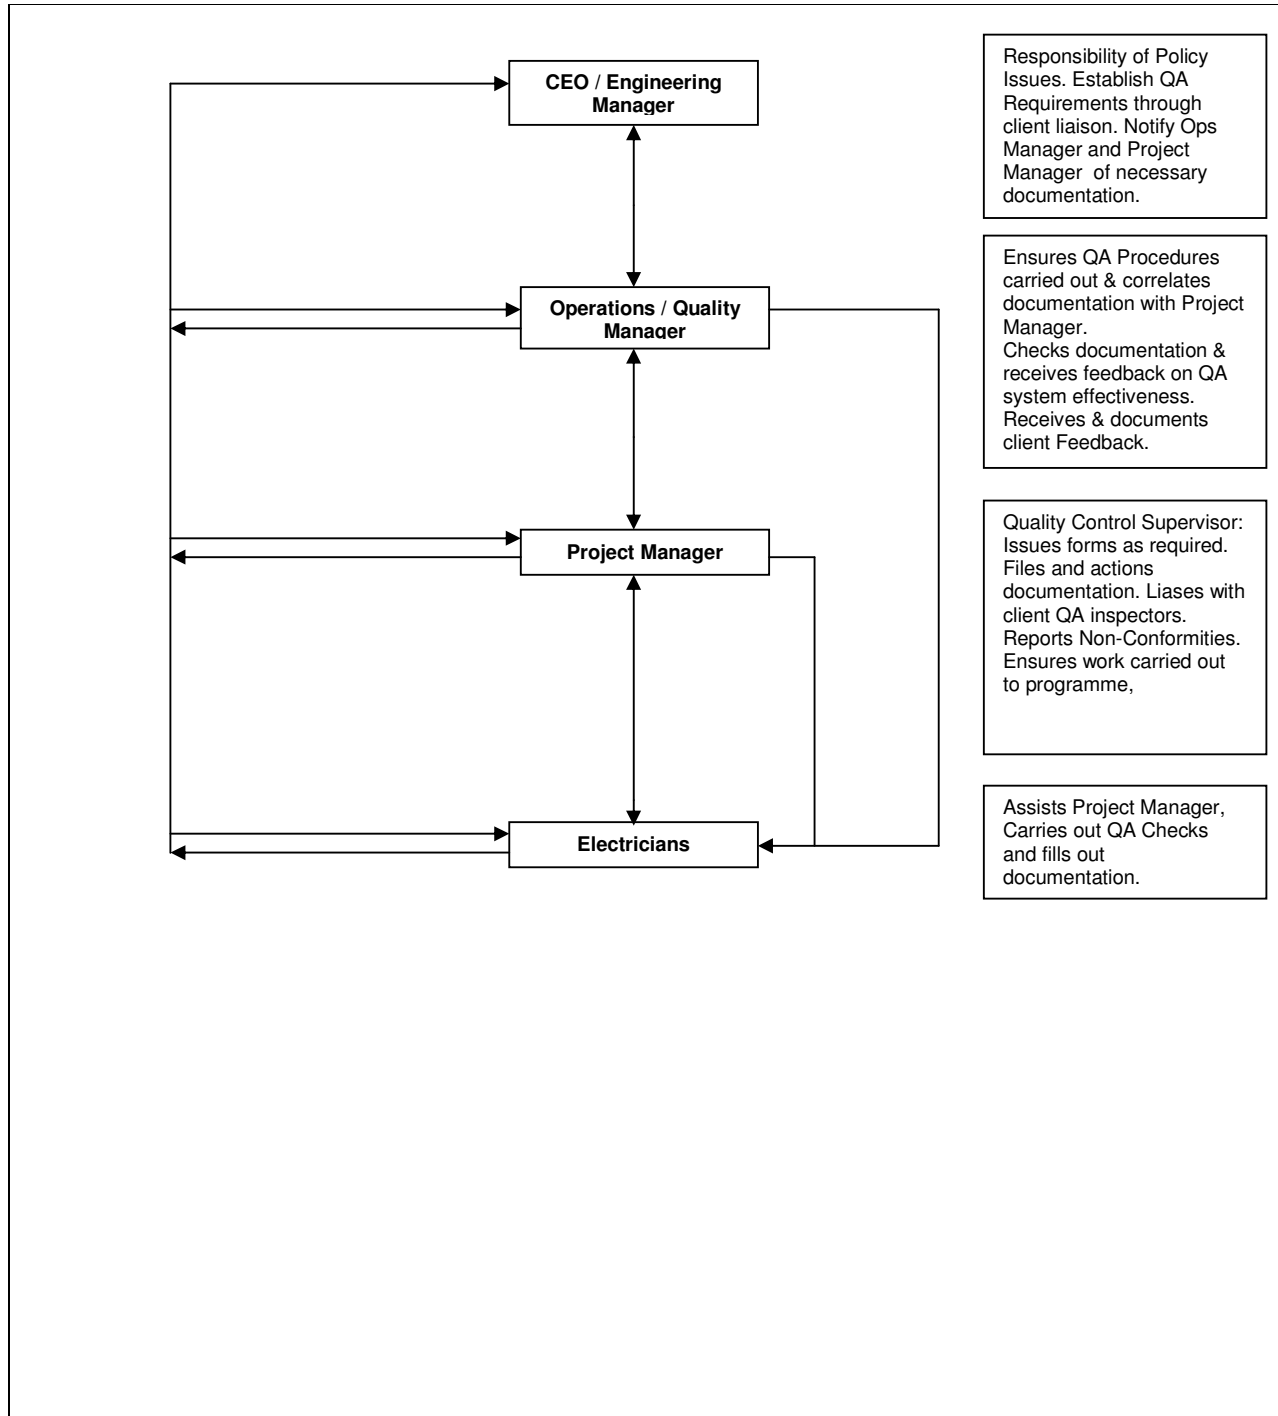 CEO / Engineering
Manager
Responsibility of Policy
Issues. Establish QA
Requirements through
client liaison. Notify Ops
Manager and Project
Manager  of necessary
documentation.
Operations / Quality
Manager
Ensures QA Procedures
carried out & correlates
documentation with Project
Manager.
Checks documentation &
receives feedback on QA
system effectiveness.
Receives & documents
client Feedback.
Project Manager
Quality Control Supervisor:
Issues forms as required.
Files and actions
documentation. Liases with
client QA inspectors.
Reports Non-Conformities.
Ensures work carried out
to programme,
Electricians
Assists Project Manager,
Carries out QA Checks
and fills out
documentation.